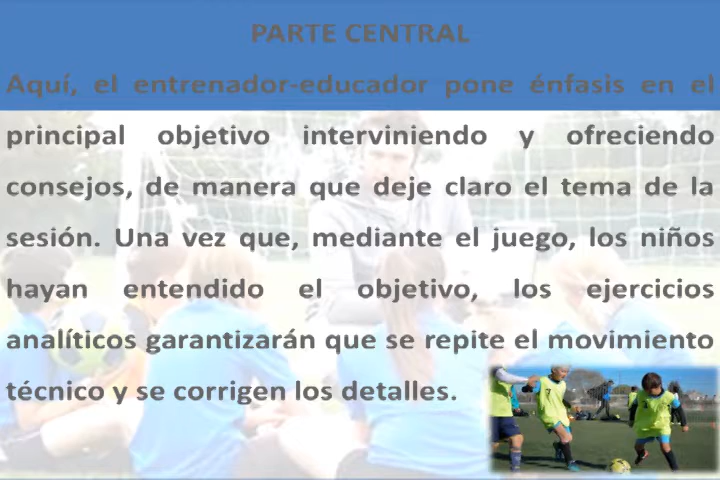 PARTE CENTRAL
Aquí, el entrenador-educador pone énfasis en el
principal objetivo interviniendo y ofreciendo
consejos, de manera que deje claro el tema de la
sesión. Una vez que, mediante el juego, los niños
hayan entendido el objetivo, los ejercicios
analíticos garantizarán que se repite el movimiento
técnico y se corrigen los detalles.